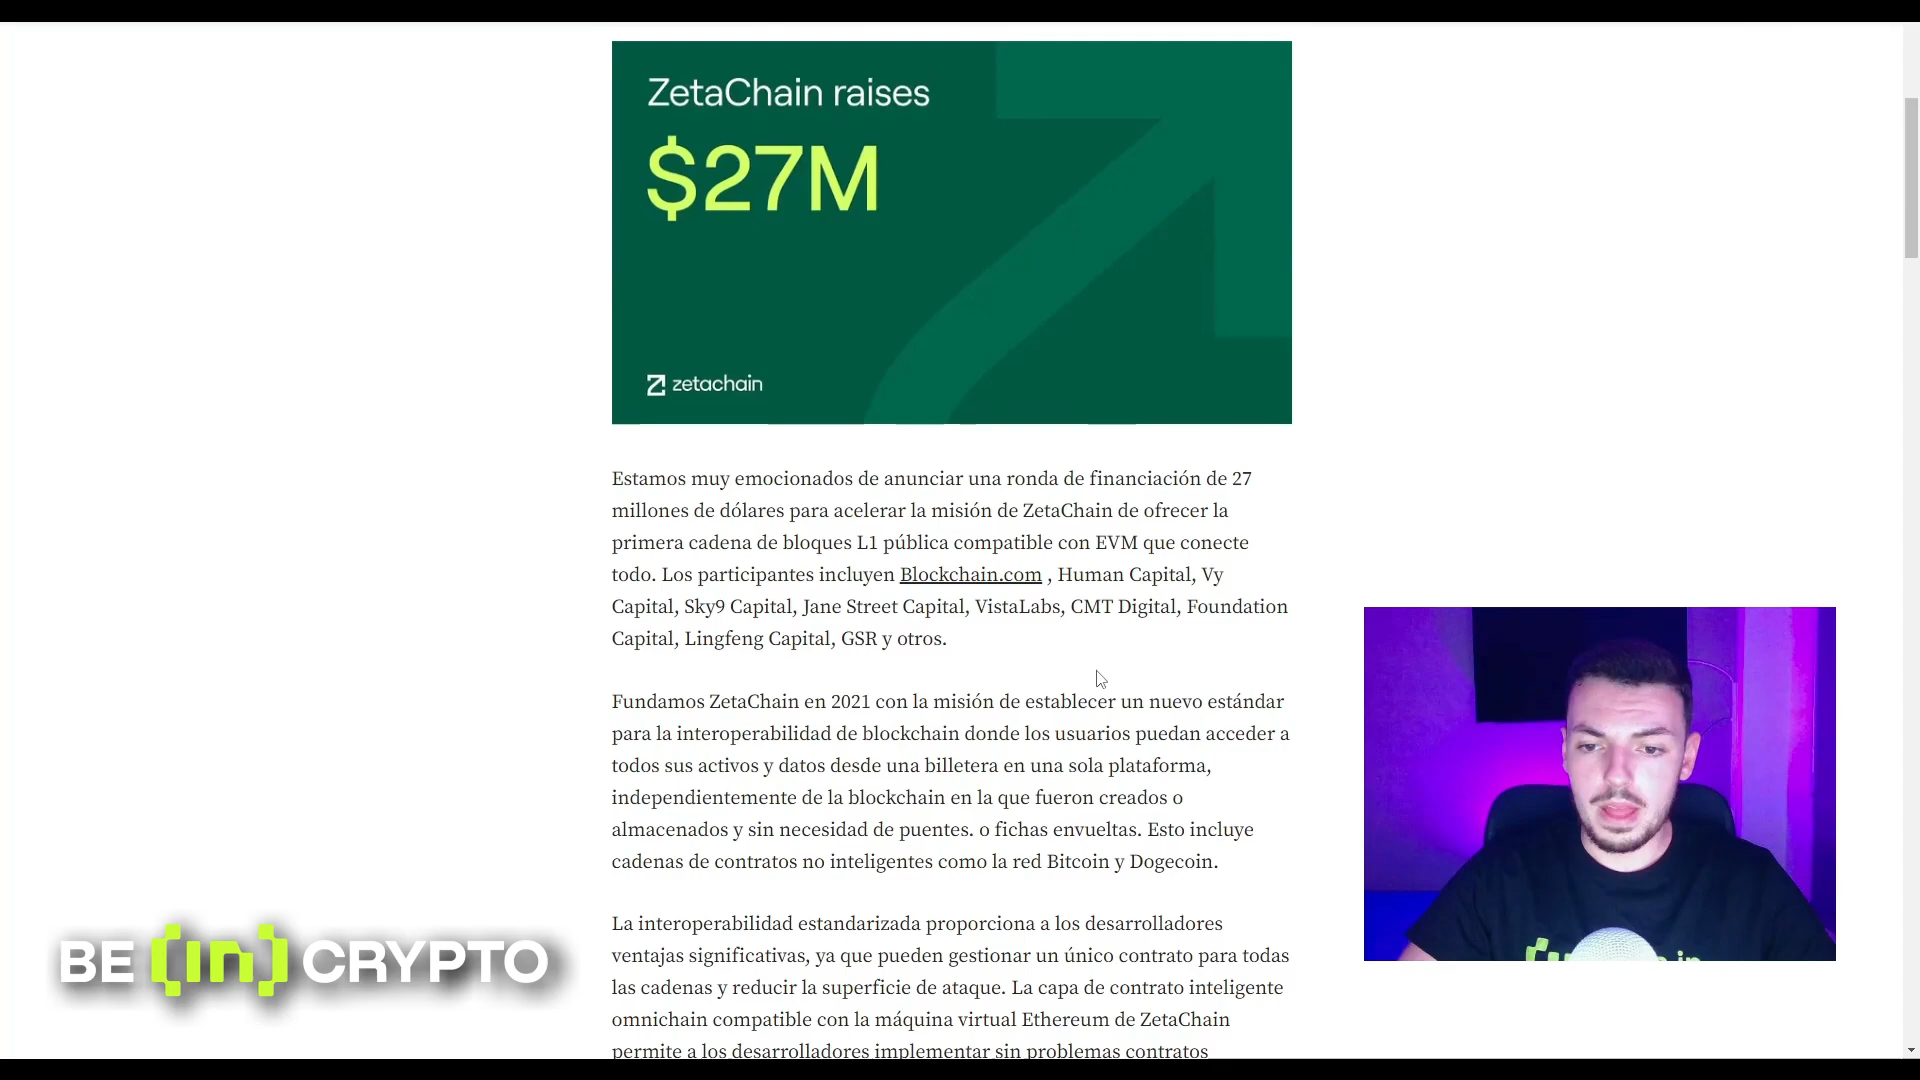 ZetaChain raises
$27M
zetachain
Estamos muy emocionados de anunciar una ronda de financiación de 27
millones de dólares para acelerar la misión de ZetaChain de ofrecer la
primera cadena de bloques L1 pública compatible con EVM que conecte
todo. Los participantes incluyen Blockchain.com , Human Capital, Vy
Capital, Sky9 Capital, Jane Street Capital, VistaLabs, CMT Digital, Foundation
Capital, Lingfeng Capital, GSR y otros.
Fundamos ZetaChain en 2021 con la misión de establecer un nuevo estándar
para la interoperabilidad de blockchain donde los usuarios puedan acceder a
todos sus activos y datos desde una billetera en una sola plataforma,
independientemente de la blockchain en la que fueron creados o
almacenados y sin necesidad de puentes. o fichas envueltas. Esto incluye
cadenas de contratos no inteligentes como la red Bitcoin y Dogecoin.
La interoperabilidad estandarizada proporciona a los desarrolladores
ventajas significativas, ya que pueden gestionar un único contrato para todas
las cadenas y reducir la superficie de ataque. La capa de contrato inteligente
omnichain compatible con la máquina virtual Ethereum de ZetaChain
permite a los desarrolladores implementar sin problemas contratos
BE [in] CRYPTO